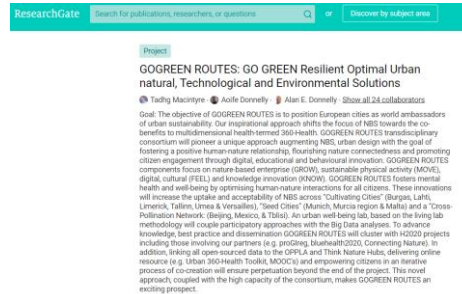 ResearchGate
Search for publications, researchers, or questions
or
Discover by subject area
Project
GOGREEN ROUTES: GO GREEN Resilient Optimal Urban
natural, Technological and Environmental Solutions
Tadhg Macintyre · Aoife Donnelly · Alan E. Donnelly · Show all 24 collaborators
Goal: The objective of GOGREEN ROUTES is to position European cities as world ambassadors
of urban sustainability. Our inspirational approach shifts the focus of NBS towards the co-
benefits to multidimensional health-termed 360-Health. GOGREEN ROUTES transdisciplinary
consortium will pioneer a unique approach augmenting NBS, urban design with the goal of
fostering a positive human-nature relationship, flourishing nature connectedness and promoting
citizen engagement through digital, educational and behavioural innovation. GOGREEN ROUTES
components focus on nature-based enterprise (GROW), sustainable physical activity (MOVE),
digital, cultural (FEEL) and knowledge innovation (KNOW). GOGREEN ROUTES fosters mental
health and well-being by optimising human-nature interactions for all citizens. These innovations
will increase the uptake and acceptability of NBS across "Cultivating Cities" (Burgas, Lahti,
Limerick, Tallinn, Umea & Versailles), "Seed Cities" (Munich, Murcia region & Malta) and a "Cross-
Pollination Network: (Beijing, Mexico, & Tblisi). An urban well-being lab, based on the living lab
methodology will couple participatory approaches with the Big Data analyses. To advance
knowledge, best practice and dissemination GOGREEN ROUTES will cluster with H2020 projects
including those involving our partners (e.g. proGIreg, bluehealth2020, Connecting Nature). In
addition, linking all open-sourced data to the OPPLA and Think Nature Hubs, delivering online
resource (e.g. Urban 360-Health Toolkit, MOOC's) and empowering citizens in an iterative
process of co-creation will ensure perpetuation beyond the end of the project. This novel
approach, coupled with the high capacity of the consortium, makes GOGREEN ROUTES an
exciting prospect.